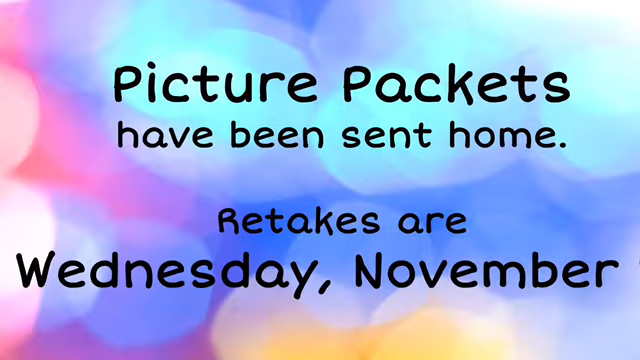 Picture Packets
have been sent home.
Retakes are
Wednesday, November